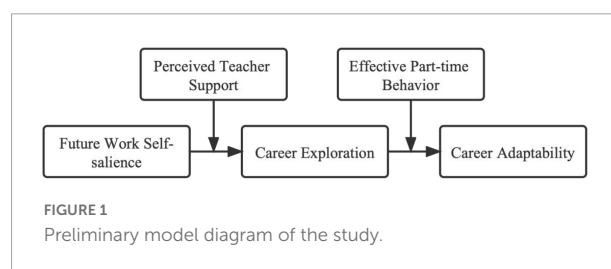 Perceived Teacher
Support
Effective Part-time
Behavior
Future Work Self-
salience
Career Exploration
Career Adaptability
FIGURE 1
Preliminary model diagram of the study.